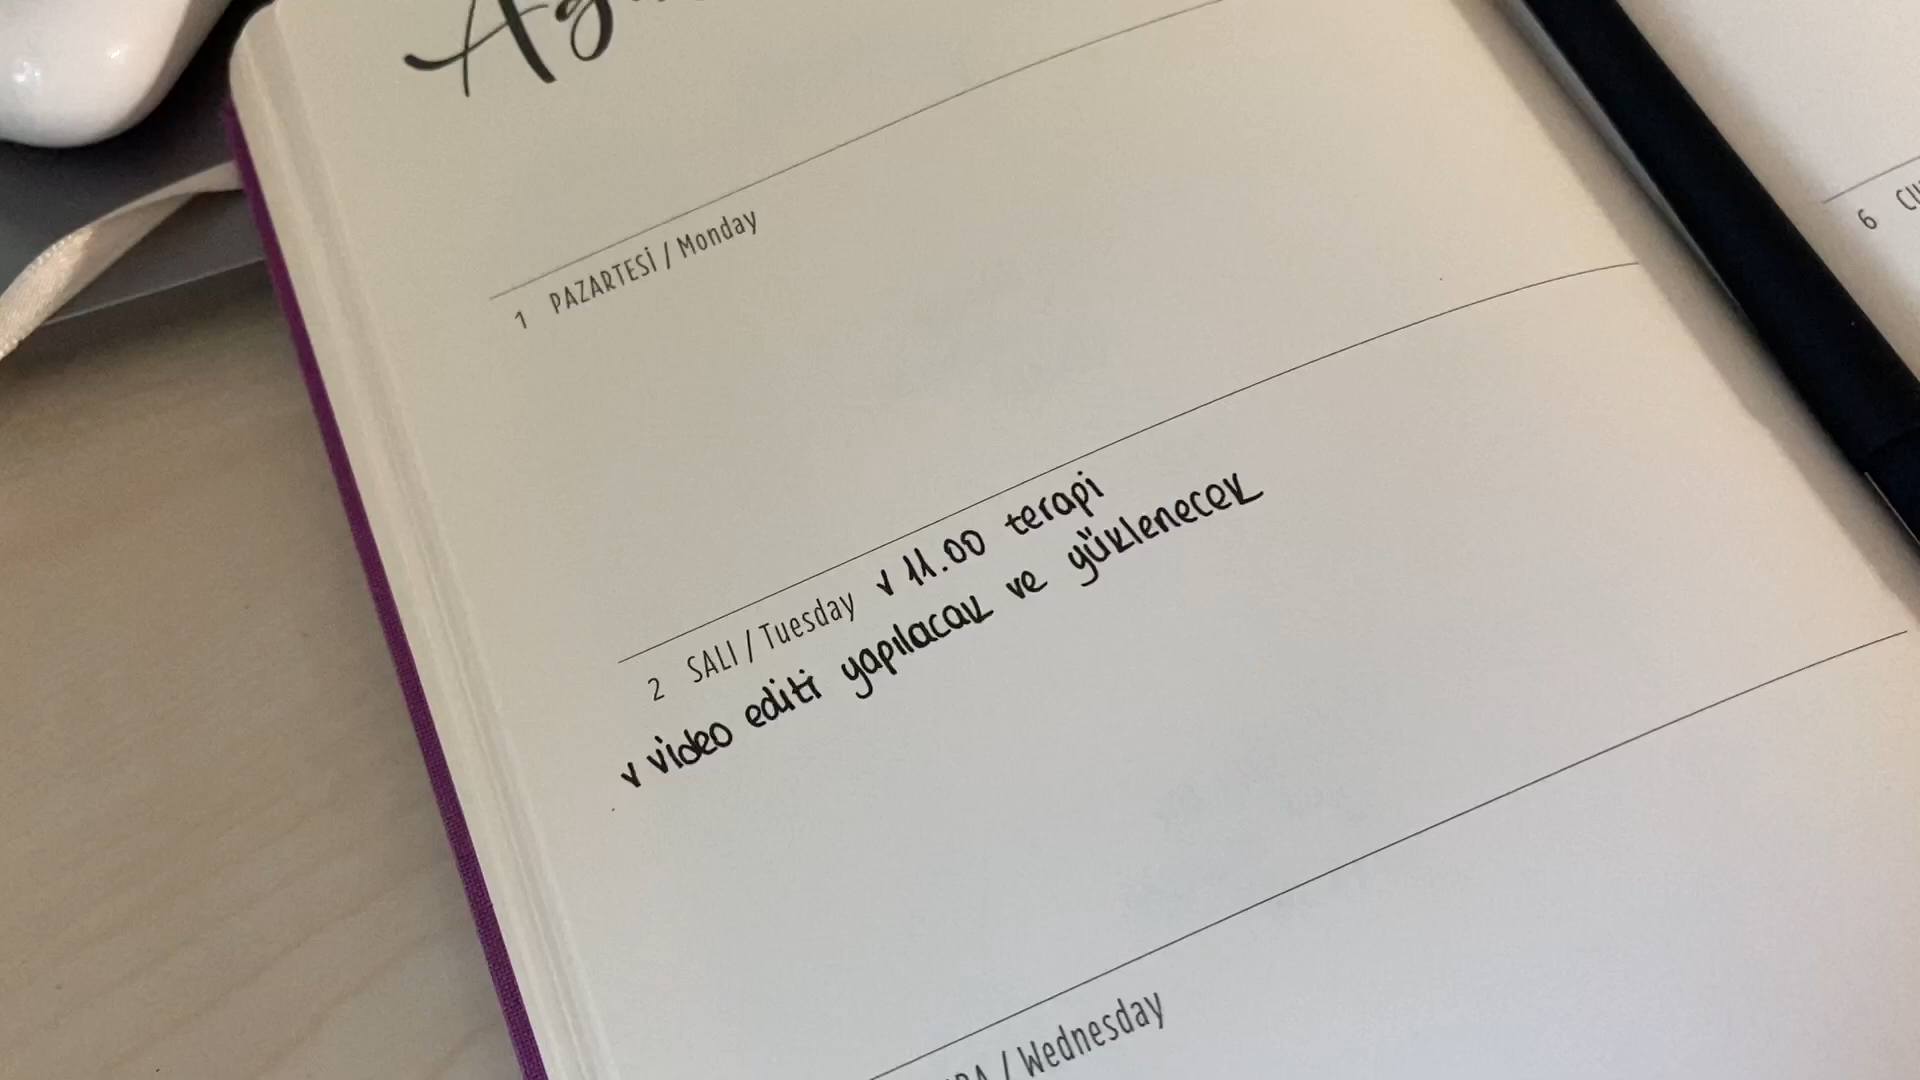 1 PAZARTESİ / Monday
2 SALI / Tuesday v 11.00 terapi
v video editi yapılacak ve yüklenecek
/ Wednesday
6